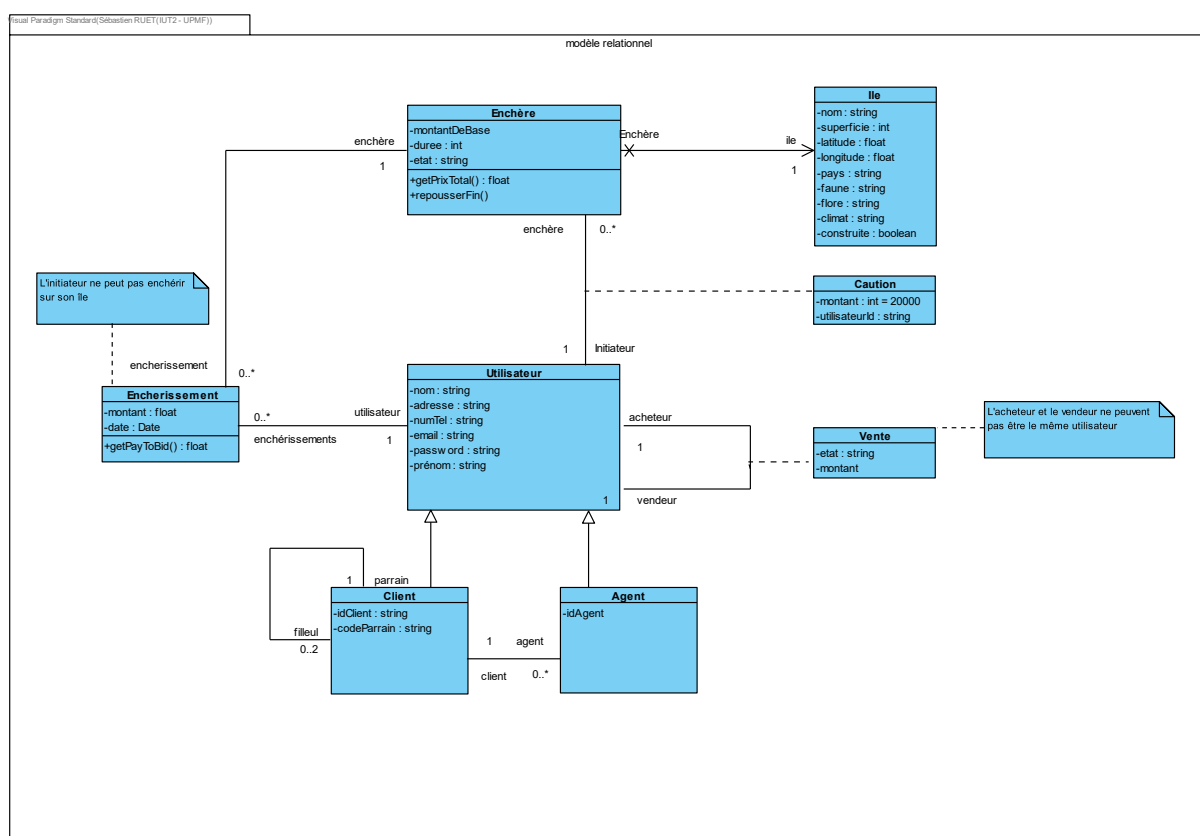 Visual Paradigm Standard(Sébastien RUET(IUT2 - UPMF))
modèle relationnel
Enchère
-montantDeBase
-duree : int
-etat : string
+getPrixTotal() : float
+repousserFin()
enchère
1
Enchère
ile
1
Ile
-nom : string
-superficie : int
-latitude : float
-longitude : float
-pays : string
-faune : string
-flore : string
-climat : string
-construite : boolean
enchère
0..*
L'initiateur ne peut pas enchérir
sur son île
Caution
-montant : int = 20000
-utilisateurId : string
1
Initiateur
encherissement
0..*
Encherissement
-montant : float
-date : Date
+getPayToBid() : float
0..*
enchérissements
utilisateur
1
Utilisateur
-nom : string
-adresse : string
-numTel : string
-email : string
-password : string
-prénom : string
acheteur
1
1
vendeur
Vente
-etat : string
-montant
L'acheteur et le vendeur ne peuvent
pas être le même utilisateur
1
parrain
filleul
0..2
Client
-idClient : string
-codeParrain : string
1
agent
client
0..*
Agent
-idAgent